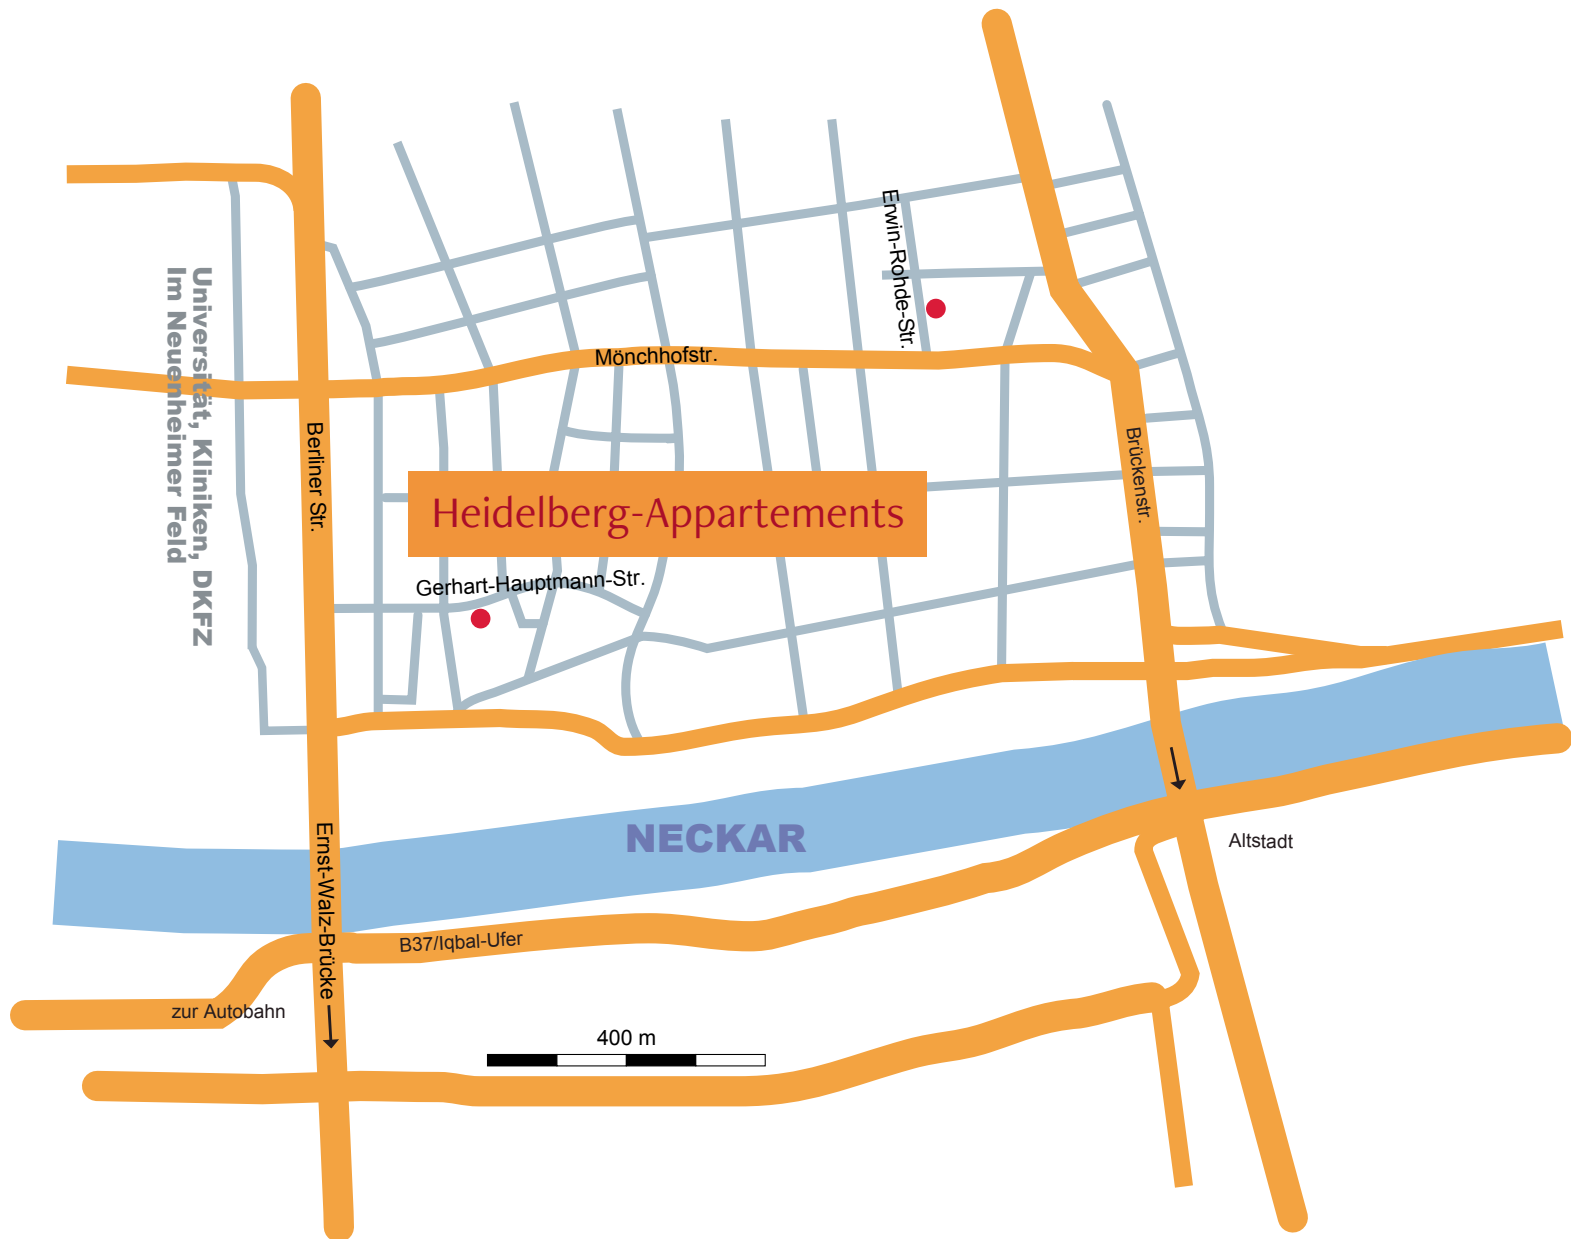 Erwin-Rohde-Str.
Universität, Kliniken, DKFZ
Im Neuenheimer Feld
Mönchhofstr.
Berliner Str.
Brückenstr.
Heidelberg-Appartements
Gerhart-Hauptmann-Str.
NECKAR
Altstadt
Ernst-Walz-Brücke
B37/Iqbal-Ufer
zur Autobahn
400 m